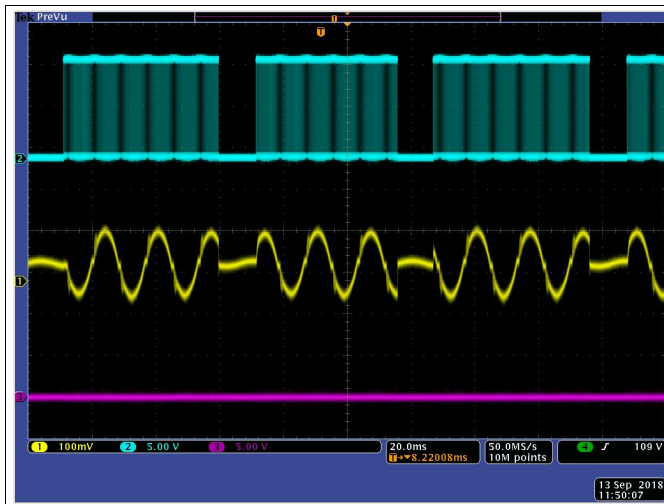 Tek PreVu
T
T
2
1
3
1 100mV 2 5.00 V 3 5.00 V
20.0ms
T→▼8.22008ms
50.0MS/s
10M points
4 109 V
13 Sep 2018
11:50:07